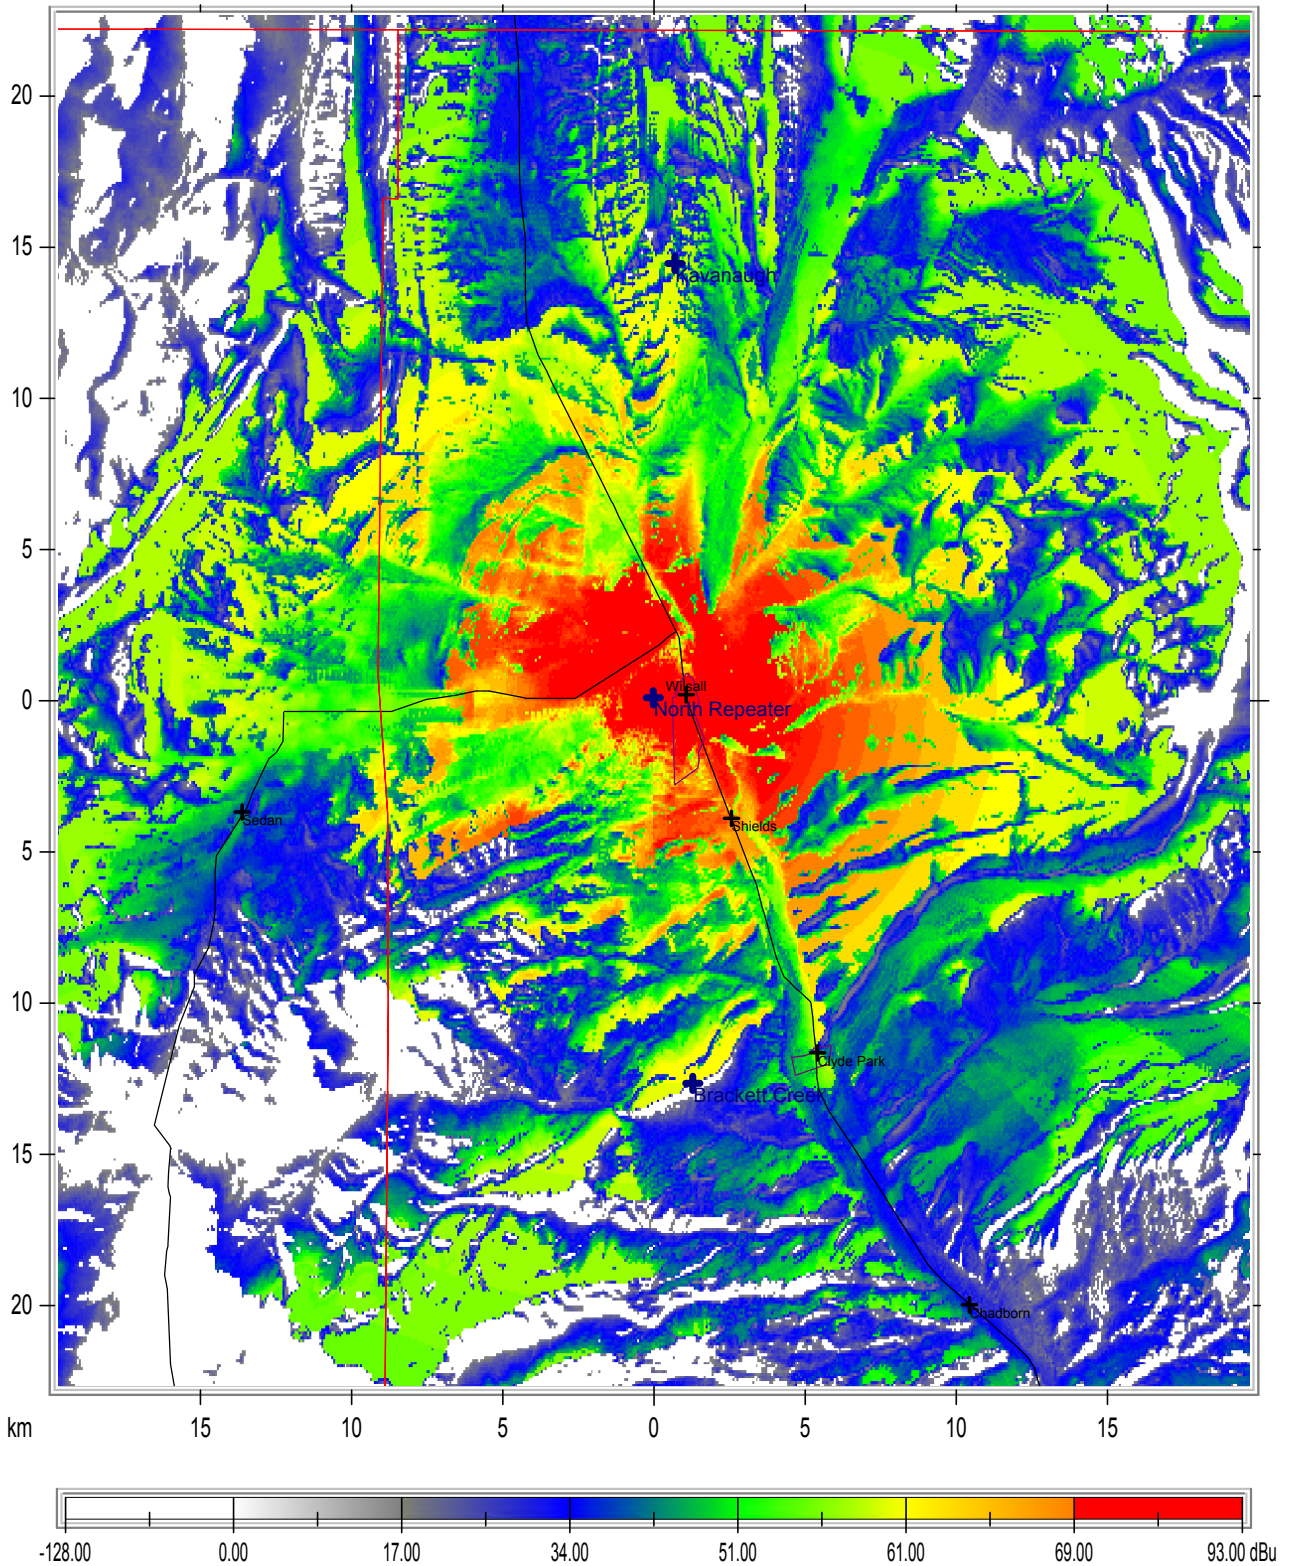 20
15
Kavanaugh
10
5
Wilsall
0
North Repeater
Sedan
Shields
5
10
Clyde Park
Brackett Creek
15
20
Chadborn
km 15 10 5 0 5 10 15
-128.00 0.00 17.00 34.00 51.00 61.00 69.00 93.00 dBu